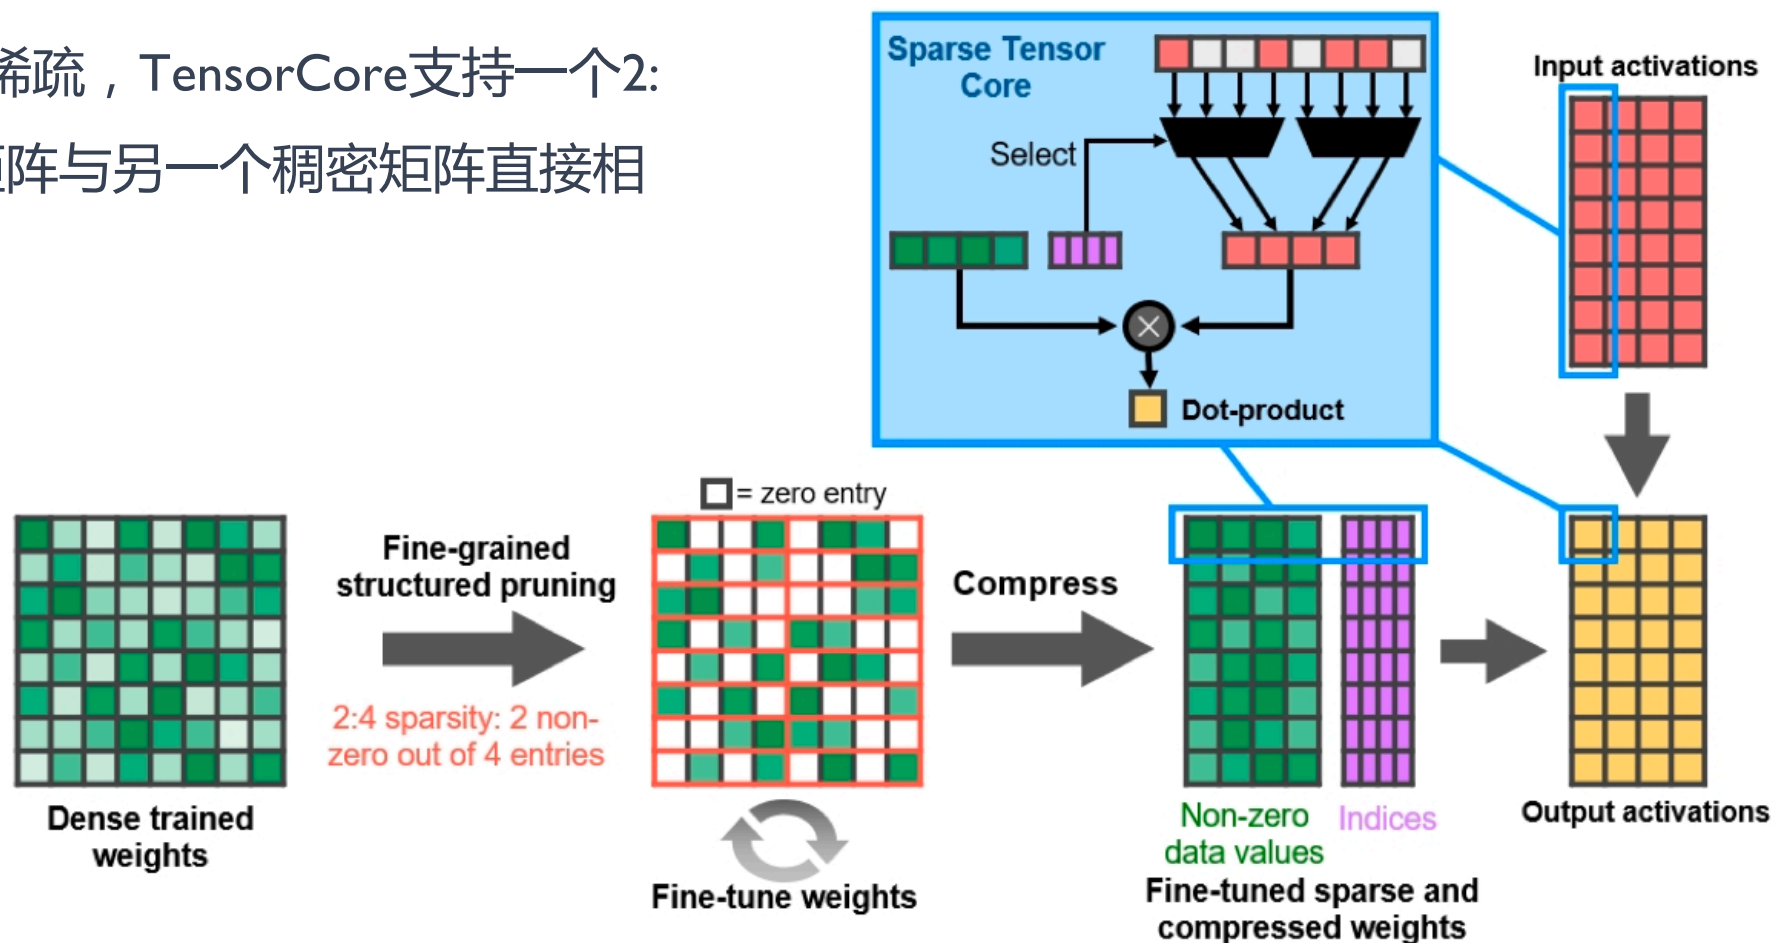 稀疏，TensorCore支持一个2:
矩阵与另一个稠密矩阵直接相
Sparse Tensor
Core
Select
Dot-product
Input activations
= zero entry
Fine-grained
structured pruning
2:4 sparsity: 2 non-
zero out of 4 entries
Compress
Dense trained
weights
Fine-tune weights
Non-zero
data values
Indices
Fine-tuned sparse and
compressed weights
Output activations